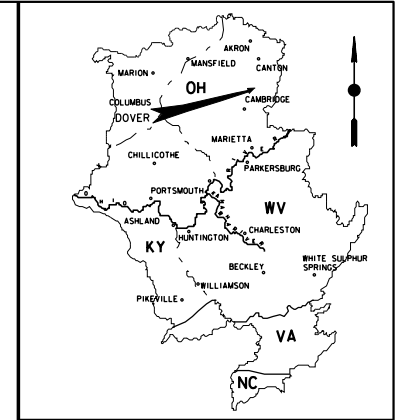 AKRON
MANSFIELD
CANTON
MARION
OH
COLUMBUS
CAMBRIDGE
DOVER
MARIETTA
CHILLICOTHE
PARKERSBURG
PORTSMOUTH
OHIO
WV
ASHLAND
CHARLESTON
HUNTINGTON
KY
WHITE SULPHUR
SPRINGS
BECKLEY
WILLIAMSON
PIKEVILLE
VA
NC